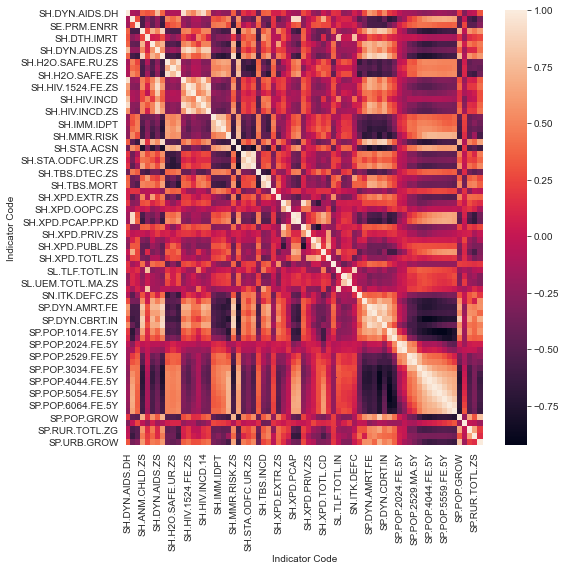 SH.DYN.AIDS.DH
SE.PRM.ENRR
SH.DTH.IMRT
SH.DYN.AIDS.ZS
SH.H2O.SAFE.RU.ZS
SH.H2O.SAFE.ZS
SH.HIV.1524.FE.ZS
SH.HIV.INCD
SH.HIV.INCD.ZS
SH.IMM.IDPT
SH.MMR.RISK
SH.STA.ACSN
SH.STA.ODFC.UR.ZS
SH.TBS.DTEC.ZS
SH.TBS.MORT
SH.XPD.EXTR.ZS
SH.XPD.OOPC.ZS
SH.XPD.PCAP.PP.KD
SH.XPD.PRIV.ZS
SH.XPD.PUBL.ZS
SH.XPD.TOTL.ZS
SL.TLF.TOTL.IN
SL.UEM.TOTL.MA.ZS
SN.ITK.DEFC.ZS
SP.DYN.AMRT.FE
SP.DYN.CBRT.IN
SP.POP.1014.FE.5Y
SP.POP.2024.FE.5Y
SP.POP.2529.FE.5Y
SP.POP.3034.FE.5Y
SP.POP.4044.FE.5Y
SP.POP.5054.FE.5Y
SP.POP.6064.FE.5Y
SP.POP.GROW
SP.RUR.TOTL.ZG
SP.URB.GROW
Indicator Code
SH.DYN.AIDS.DH
SH.ANM.CHLD.ZS
SH.DYN.AIDS.ZS
SH.H2O.SAFE.UR.ZS
SH.HIV.1524.FE.ZS
SH.HIV.INCD.14
SH.IMM.IDPT
SH.MMR.RISK.ZS
SH.STA.ODFC.UR.ZS
SH.TBS.INCD
SH.XPD.EXTR.ZS
SH.XPD.PCAP
SH.XPD.PRIV.ZS
SH.XPD.TOTL.CD
SL.TLF.TOTL.IN
SN.ITK.DEFC
SP.DYN.AMRT.FE
SP.DYN.CDRT.IN
SP.POP.2024.FE.5Y
SP.POP.2529.MA.5Y
SP.POP.4044.FE.5Y
SP.POP.5559.FE.5Y
SP.POP.GROW
SP.RUR.TOTL.ZS
Indicator Code
1.00
0.75
0.50
0.25
0.00
−0.25
−0.50
−0.75